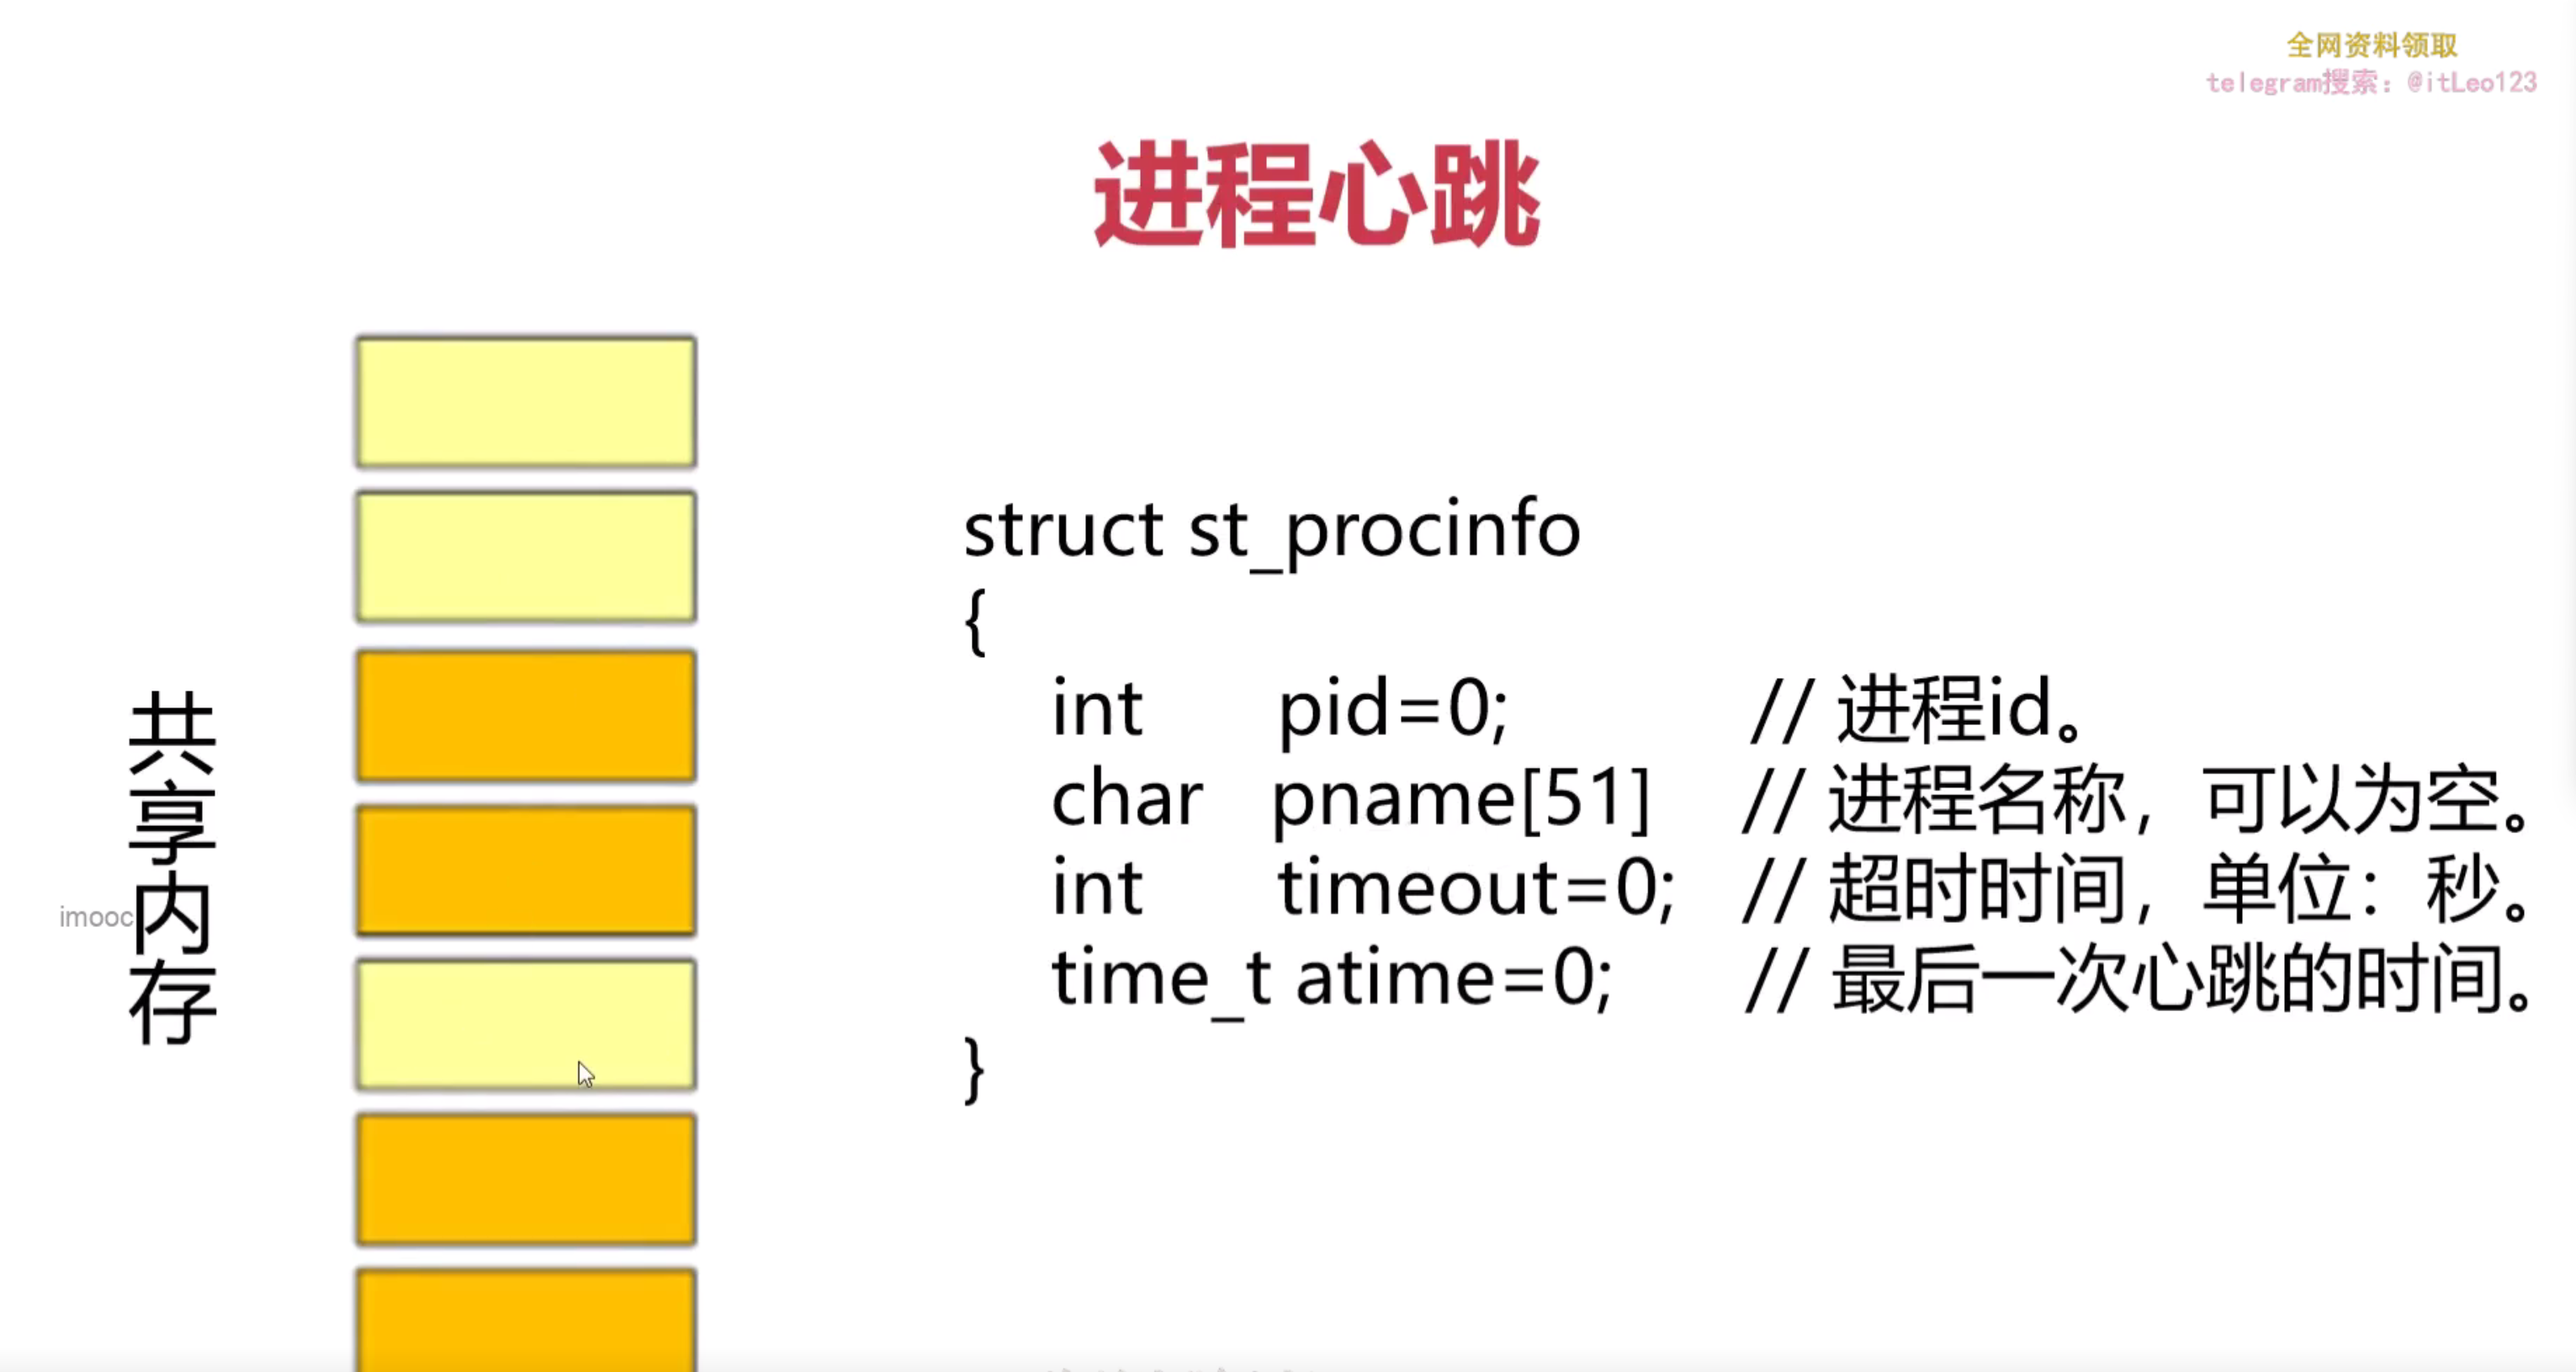 全网资料领取
telegram搜索：@itLeo123
进程心跳
共享内存
imooc
struct st_procinfo
{
int pid=0; // 进程id。
char pname[51] // 进程名称，可以为空。
int timeout=0; // 超时时间，单位：秒。
time_t atime=0; // 最后一次心跳的时间。
}